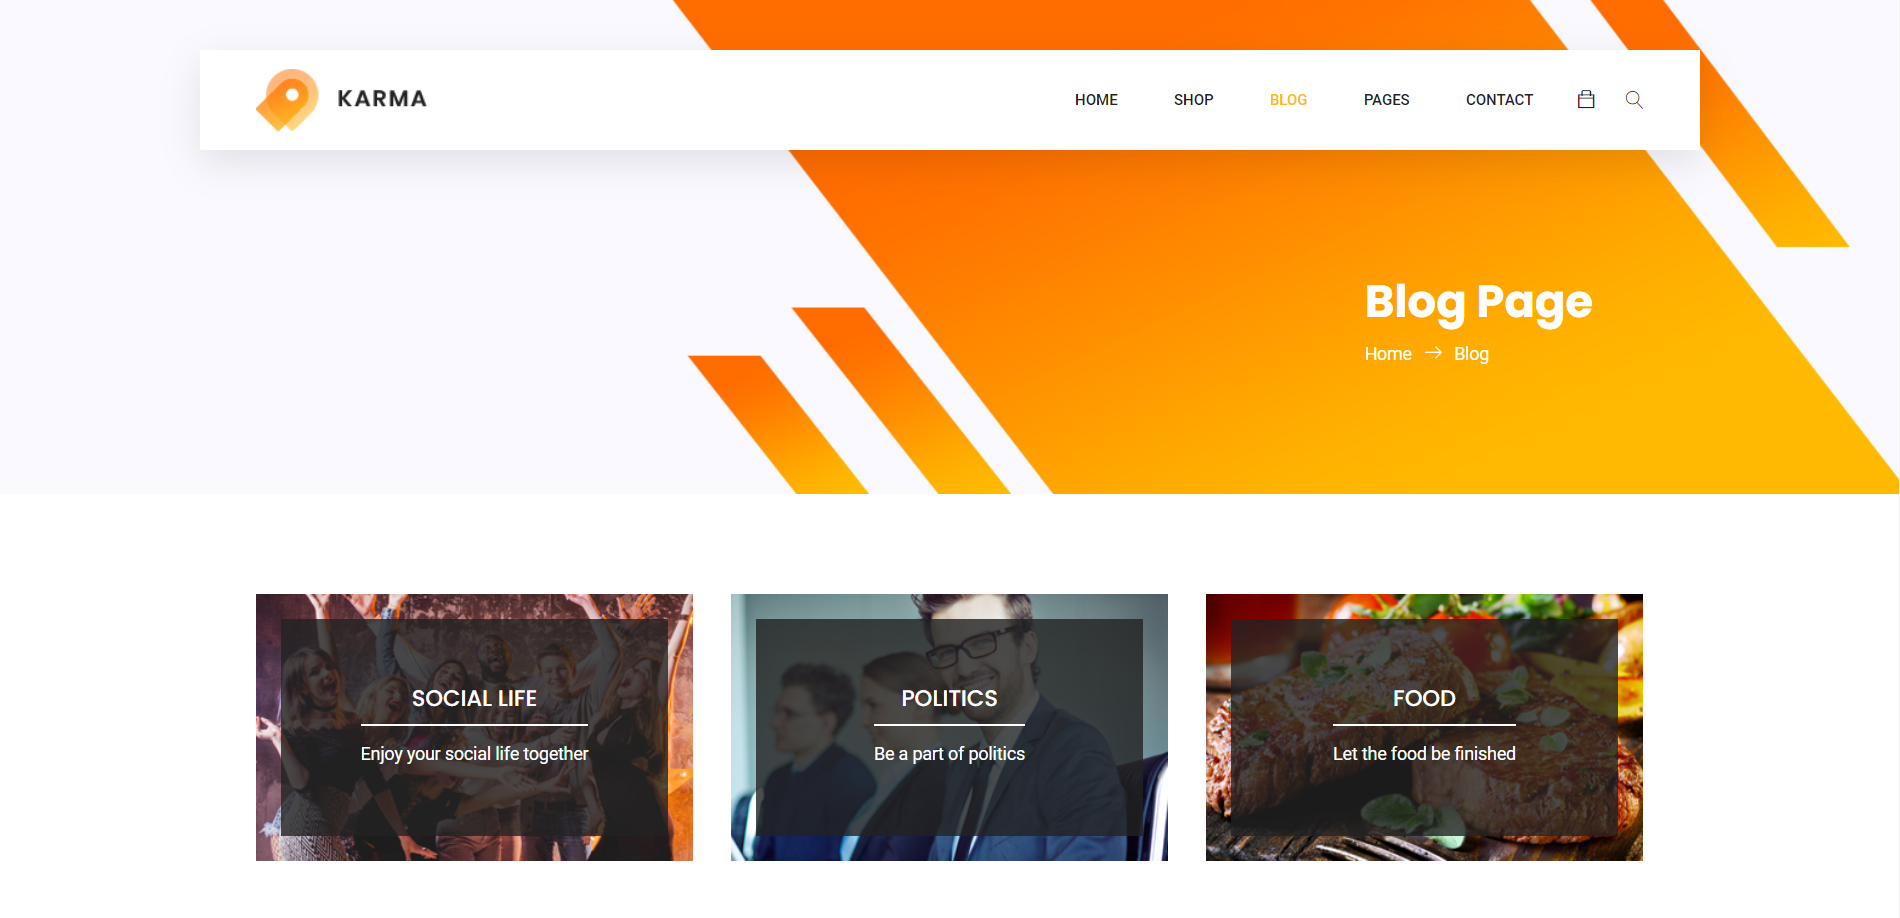 KARMA
HOME SHOP BLOG PAGES CONTACT
Blog Page
Home → Blog
SOCIAL LIFE
Enjoy your social life together
POLITICS
Be a part of politics
FOOD
Let the food be finished